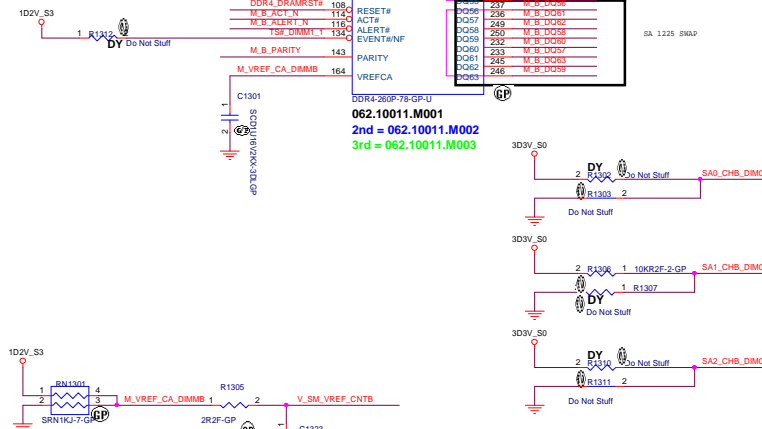 DDR4_DRAMRST#
108
RESET#
M_B_ACT_N
114
ACT#
M_B_ALERT_N
116
ALERT#
TS#_DIMM1_1
134
EVENT#/NF
M_B_PARITY
143
PARITY
M_VREF_CA_DIMMB
164
VREFCA
DQ56
237
M_B_DQ56
DQ57
236
M_B_DQ61
DQ58
249
M_B_DQ62
DQ59
250
M_B_DQ58
DQ60
232
M_B_DQ60
DQ61
233
M_B_DQ57
DQ62
245
M_B_DQ63
DQ63
246
M_B_DQ59
SA 1225 SWAP
1D2V_S3
1
R1312
DY
Do Not Stuff
C1301
1
2
SCD1U16V2KX-3DLGP
GP
DDR4-260P-78-GP-U
062.10011.M001
2nd = 062.10011.M002
3rd = 062.10011.M003
3D3V_S0
DY
2
R1302
Do Not Stuff
SA0_CHB_DIM0
R1303
2
Do Not Stuff
3D3V_S0
2
R1306
1
10KR2F-2-GP
SA1_CHB_DIM0
1
R1307
DY
Do Not Stuff
3D3V_S0
DY
2
R1310
Do Not Stuff
SA2_CHB_DIM0
R1311
2
Do Not Stuff
1D2V_S3
RN1301
1
4
2
3
SRN1KJ-7-GP
GP
M_VREF_CA_DIMMB
1
R1305
2
2R2F-GP
V_SM_VREF_CNTB
1
C1323